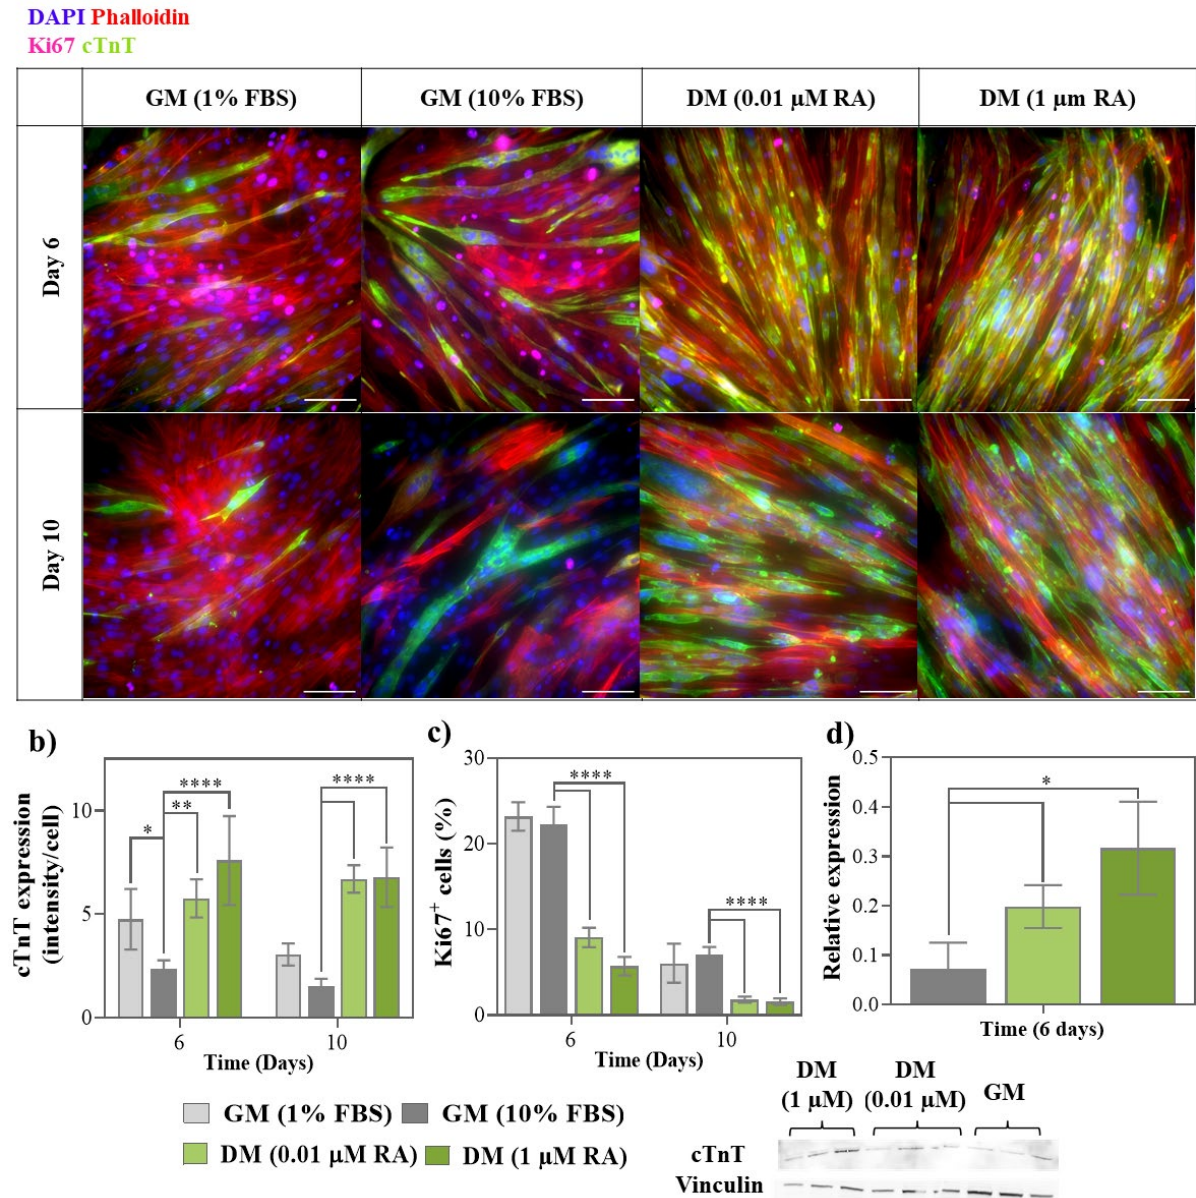 DAPI Phalloidin
Ki67 cTnT
GM (1% FBS)
GM (10% FBS)
DM (0.01 μM RA)
DM (1 μm RA)
Day 6
Day 10
b)
cTnT expression
(intensity/cell)
10
5
0
*
**
****
****
6
10
Time (Days)
c)
Ki67+ cells (%)
30
20
10
0
****
****
6
10
Time (Days)
d)
Relative expression
0.5
0.4
0.3
0.2
0.1
0.0
*
Time (6 days)
GM (1% FBS)
GM (10% FBS)
DM (0.01 μM RA)
DM (1 μM RA)
DM
(1 μM)
DM
(0.01 μM)
GM
cTnT
Vinculin